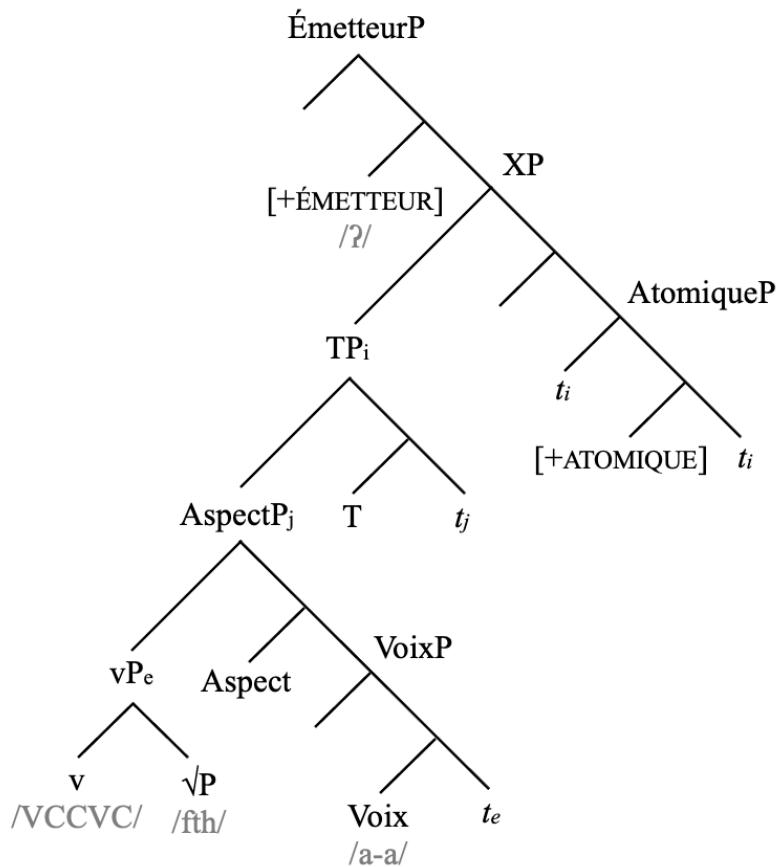 ÉmetteurP
XP
[+ÉMETTEUR]
/ʔ/
AtomiqueP
TPi
ti
[+ATOMIQUE] ti
AspectPj T tj
VoixP
vPe Aspect
v √P
/VCCVC/ /fth/
Voix te
/a-a/